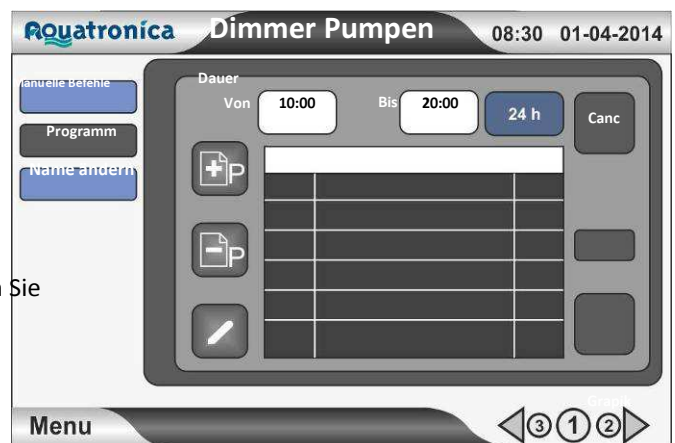 Aquatronica Dimmer Pumpen 08:30 01-04-2014
anuelle Befehle
Programm
Name ändern
Dauer
Von 10:00 Bis 20:00 24 h Canc
P
P
Sie
Grapik
Menu 3 1 2